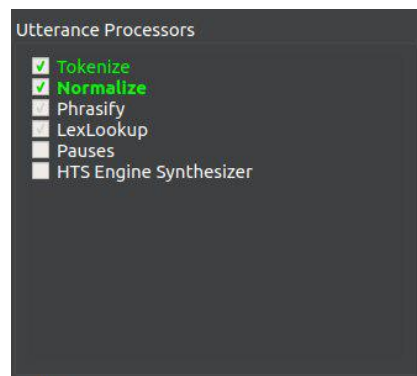 Utterance Processors
Tokenize
Normalize
Phrasify
LexLookup
Pauses
HTS Engine Synthesizer